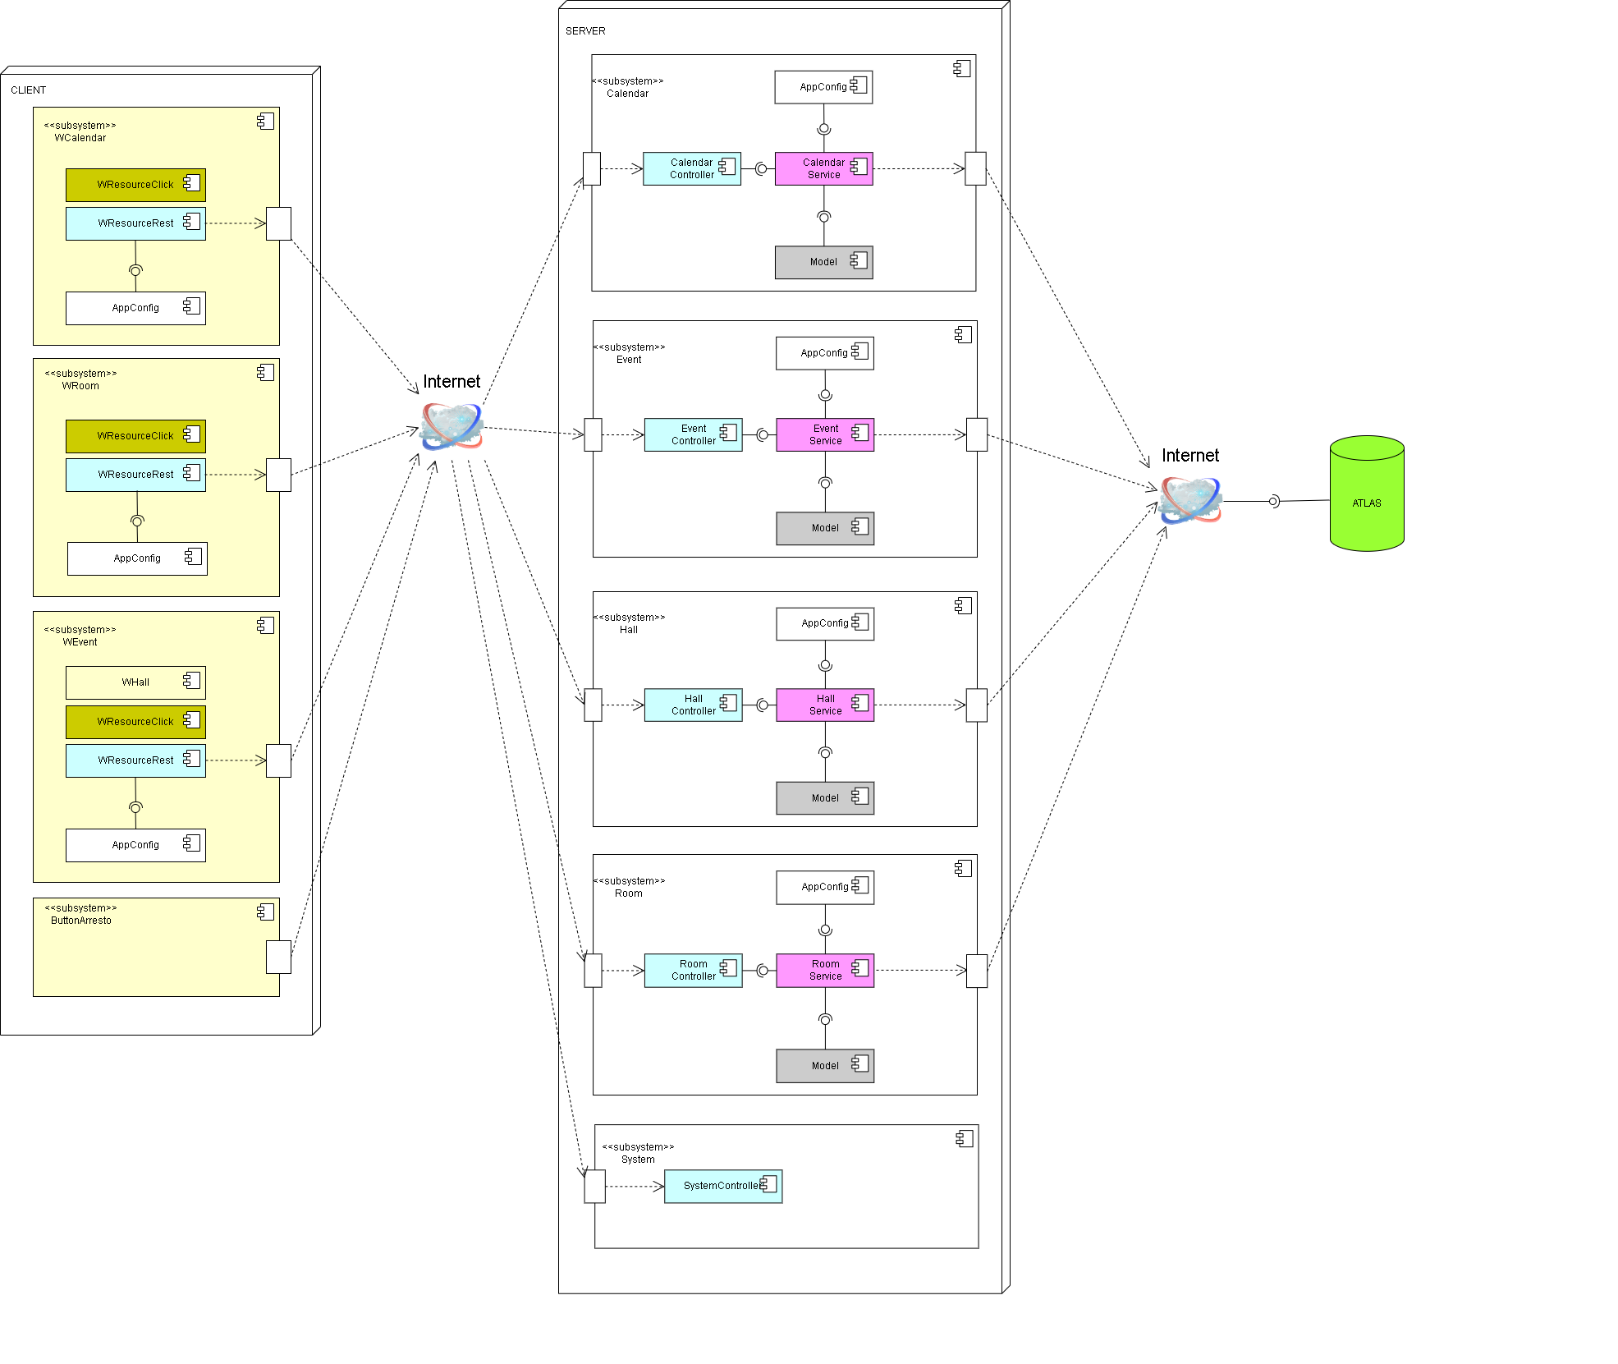 CLIENT
<<subsystem>>
WCalendar
WResourceClick
WResourceRest
AppConfig
<<subsystem>>
WRoom
WResourceClick
WResourceRest
AppConfig
<<subsystem>>
WEvent
WHall
WResourceClick
WResourceRest
AppConfig
<<subsystem>>
ButtonArresto
Internet
SERVER
<<subsystem>>
Calendar
AppConfig
Calendar
Controller
Calendar
Service
Model
<<subsystem>>
Event
AppConfig
Event
Controller
Event
Service
Model
<<subsystem>>
Hall
AppConfig
Hall
Controller
Hall
Service
Model
<<subsystem>>
Room
AppConfig
Room
Controller
Room
Service
Model
<<subsystem>>
System
SystemController
Internet
ATLAS